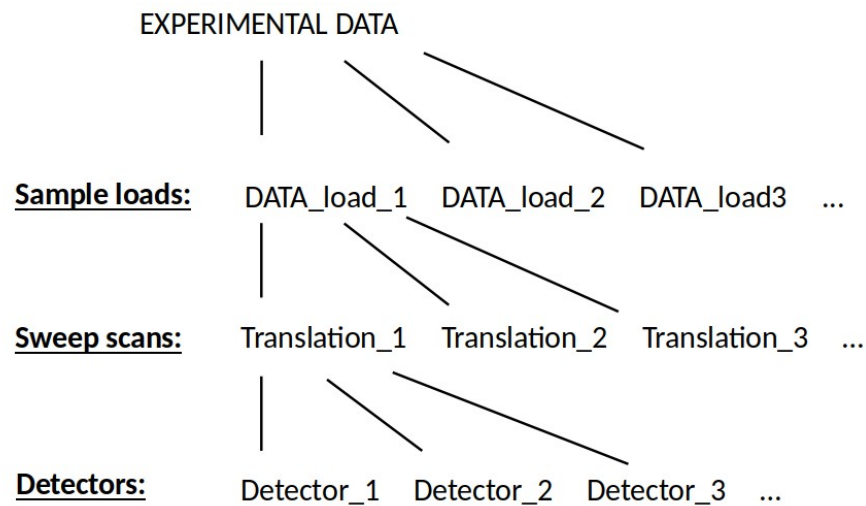 EXPERIMENTAL DATA
Sample loads: DATA_load_1 DATA_load_2 DATA_load3 ...
Sweep scans: Translation_1 Translation_2 Translation_3 ...
Detectors: Detector_1 Detector_2 Detector_3 ...